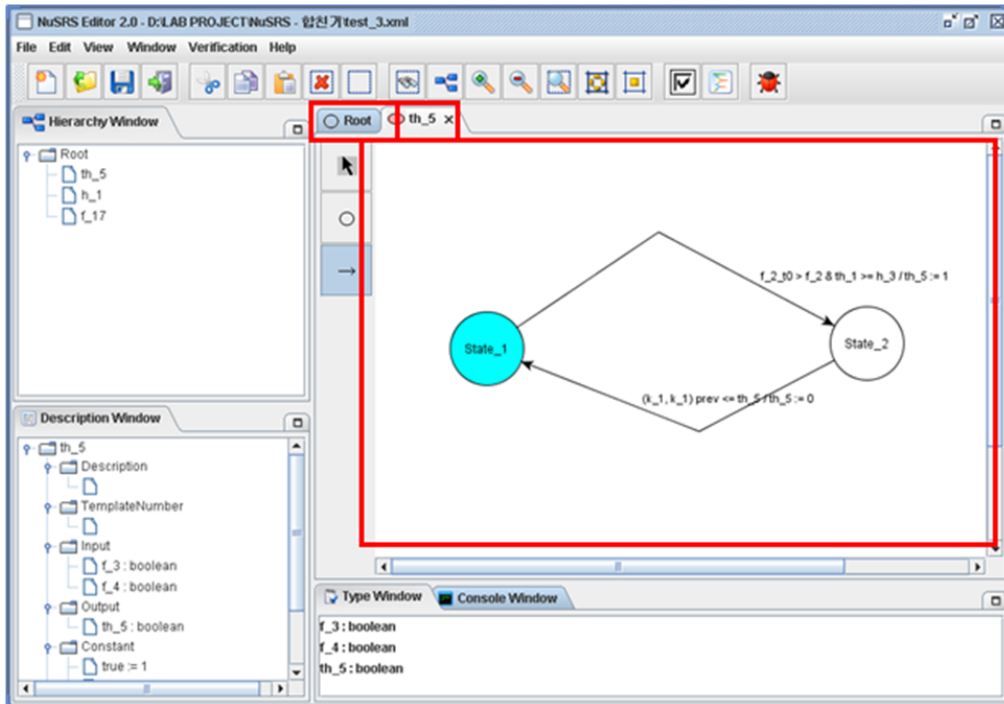 NuSRS Editor 2.0 - D:\LAB PROJECT\NuSRS - 합친거\test_3.xml
File Edit View Window Verification Help
Hierarchy Window
Root
th_5
h_1
f_17
Root
th_5
f_2_t0 > f_2 & th_1 >= h_3 / th_5 := 1
State_1
State_2
(k_1, k_1) prev <= th_5 / th_5 := 0
Description Window
th_5
Description
TemplateNumber
Input
f_3 : boolean
f_4 : boolean
Output
th_5 : boolean
Constant
true := 1
Type Window
Console Window
f_3 : boolean
f_4 : boolean
th_5 : boolean